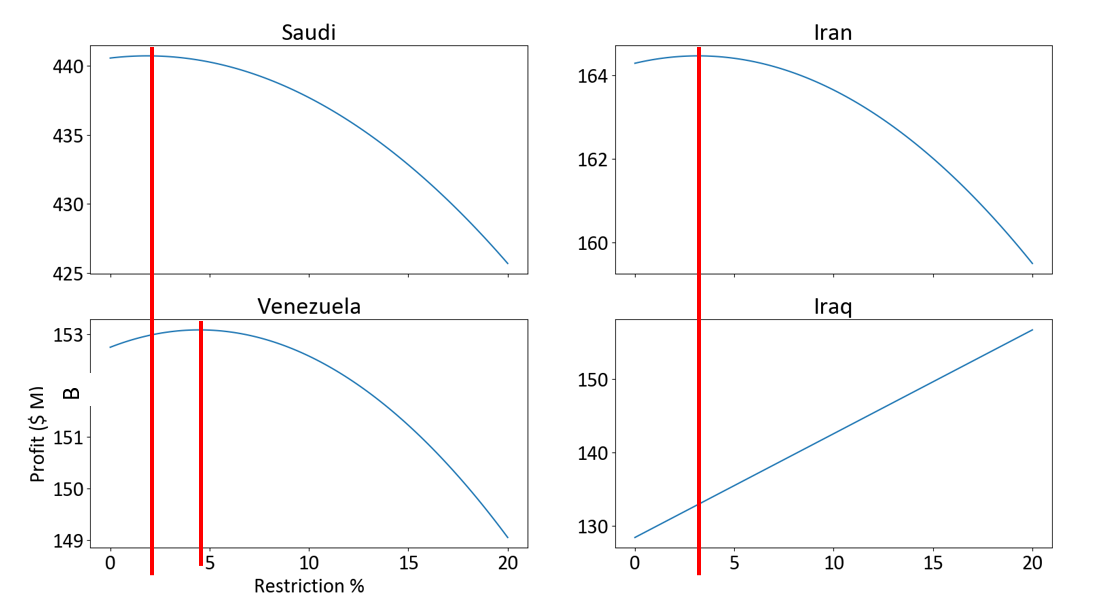 Saudi
440
435
430
425
Iran
164
162
160
Venezuela
153
B
151
150
149
0 5 10 15 20
Profit ($ M)
Restriction %
Iraq
150
140
130
0 5 10 15 20